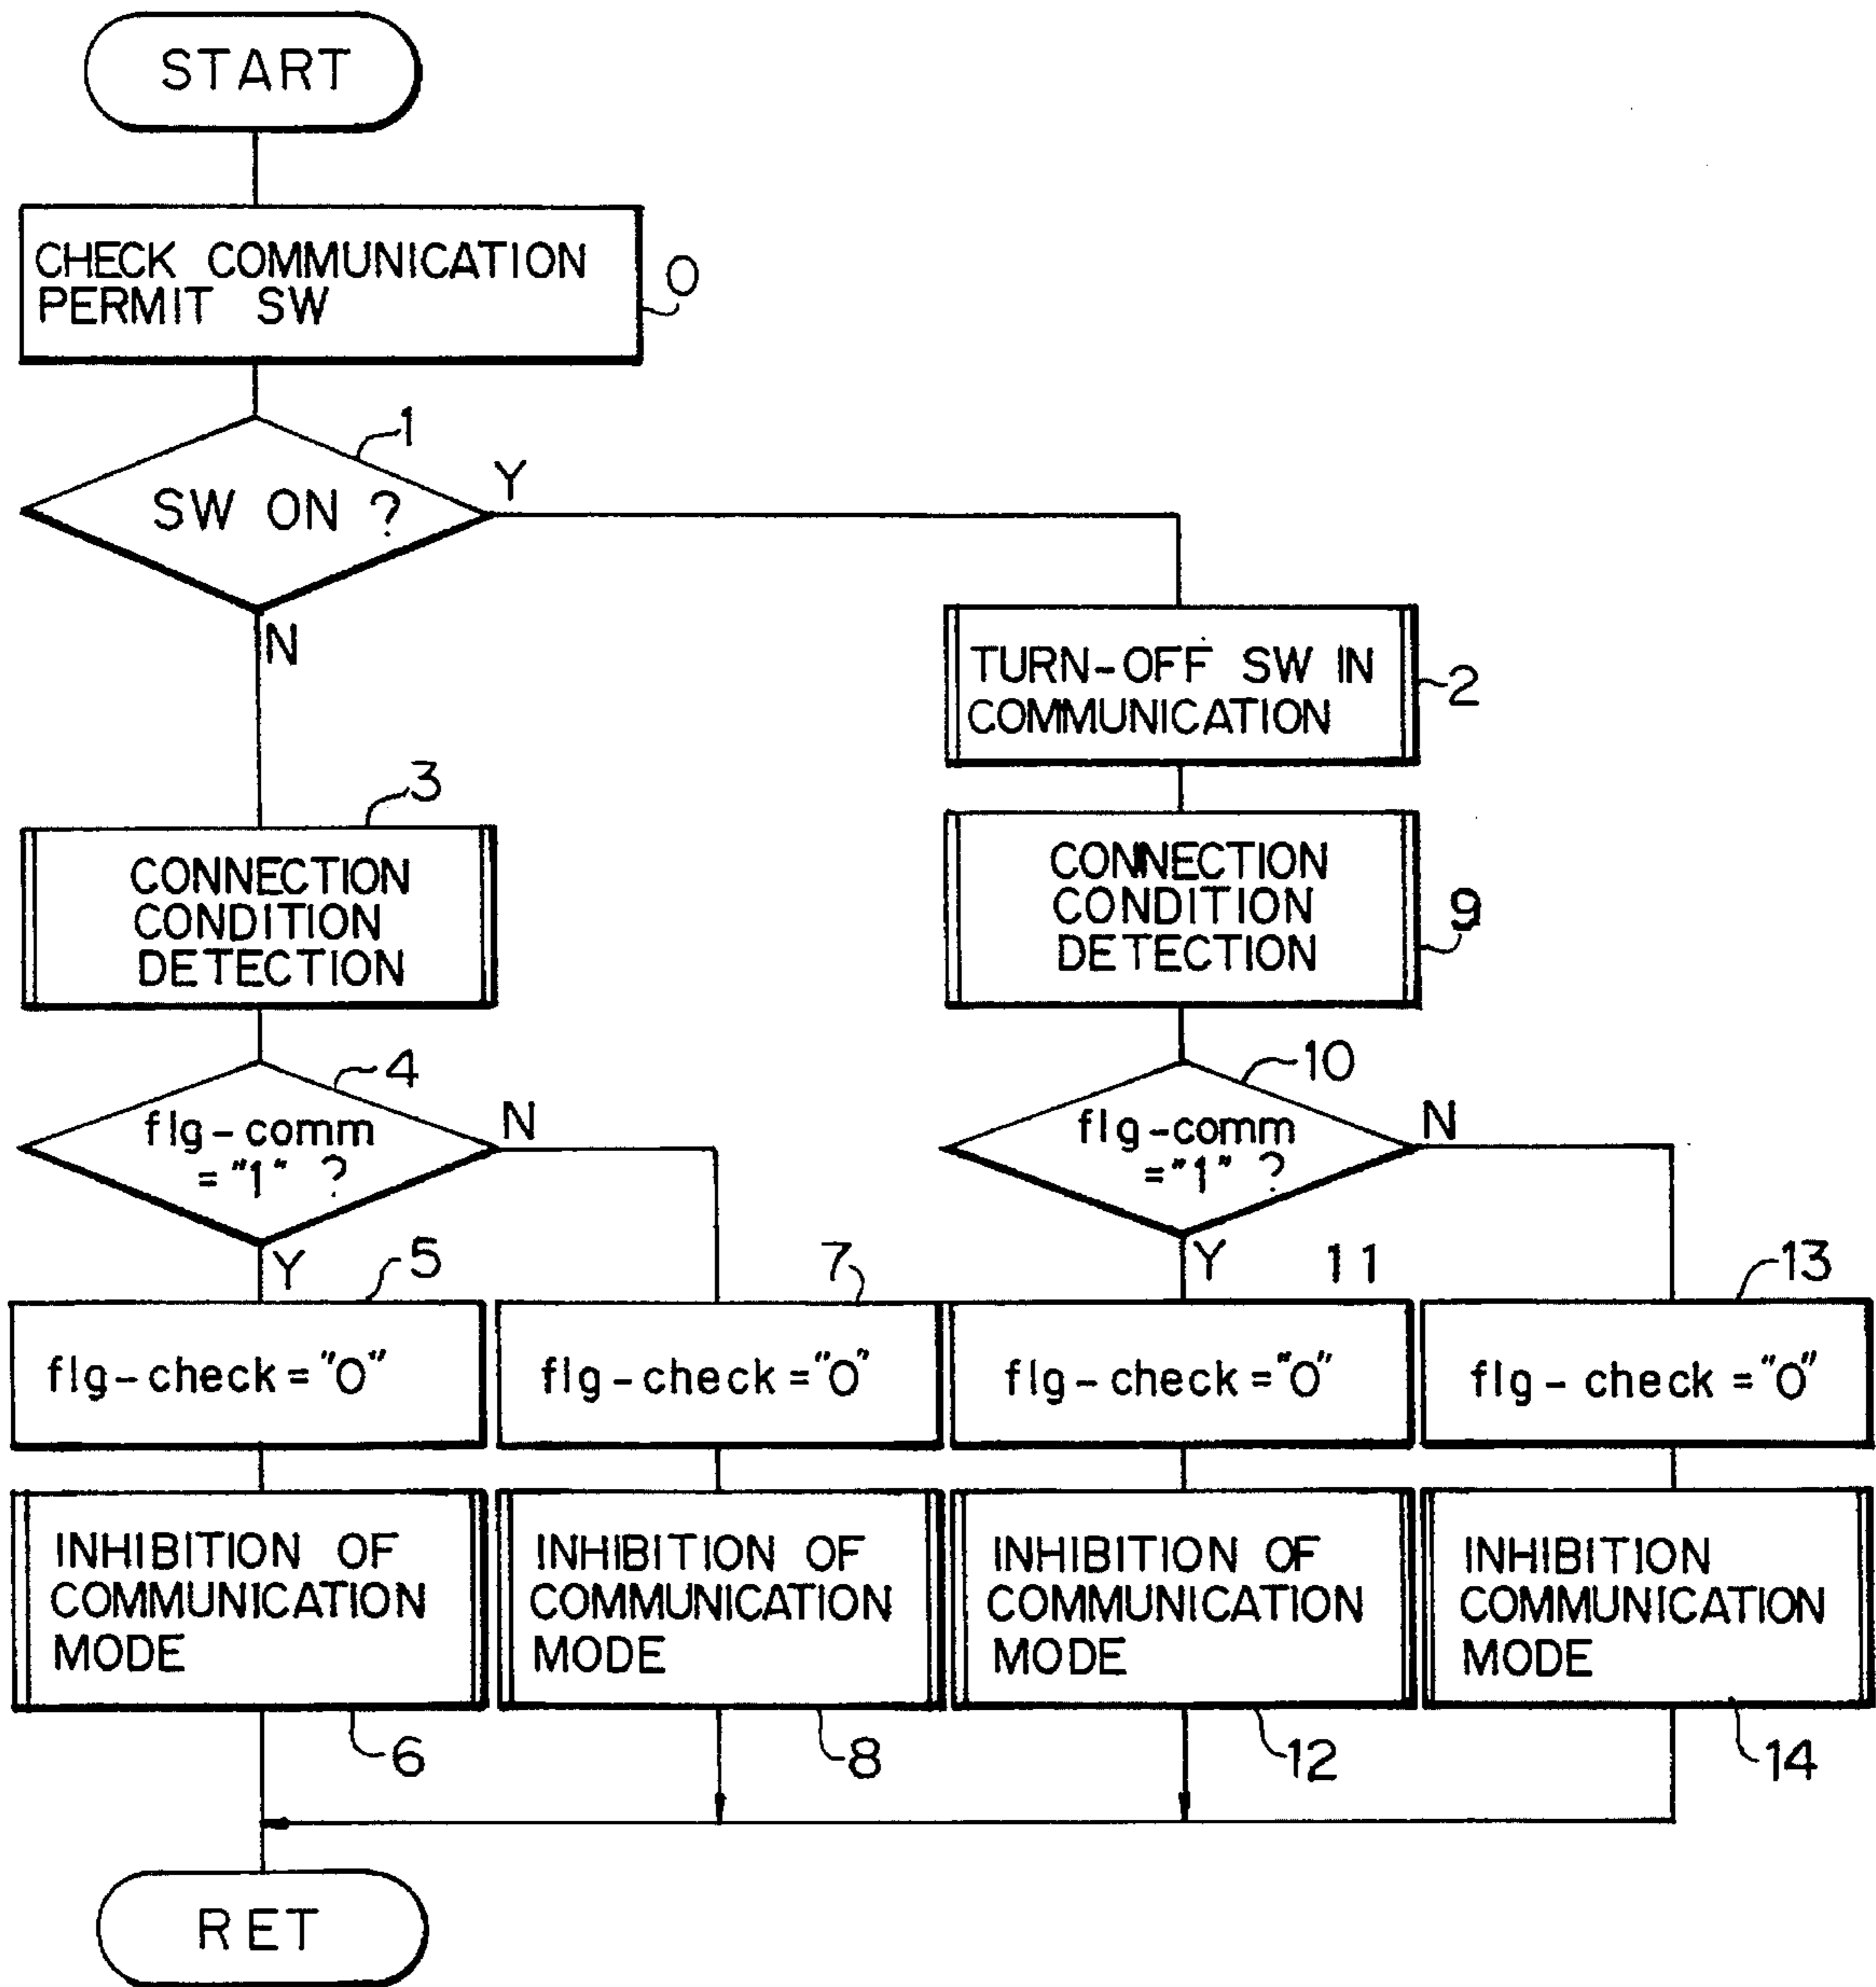 START
CHECK COMMUNICATION
PERMIT SW
0
1
SW ON ?
Y
N
TURN-OFF SW IN
COMMUNICATION
2
3
CONNECTION
CONDITION
DETECTION
CONNECTION
CONDITION
DETECTION
9
4
flg-comm
="1" ?
N
Y
10
flg-comm
="1" ?
N
Y
5
flg-check="0"
7
flg-check="0"
11
flg-check="0"
13
flg-check="0"
INHIBITION OF
COMMUNICATION
MODE
6
INHIBITION OF
COMMUNICATION
MODE
8
INHIBITION OF
COMMUNICATION
MODE
12
INHIBITION
COMMUNICATION
MODE
14
RET